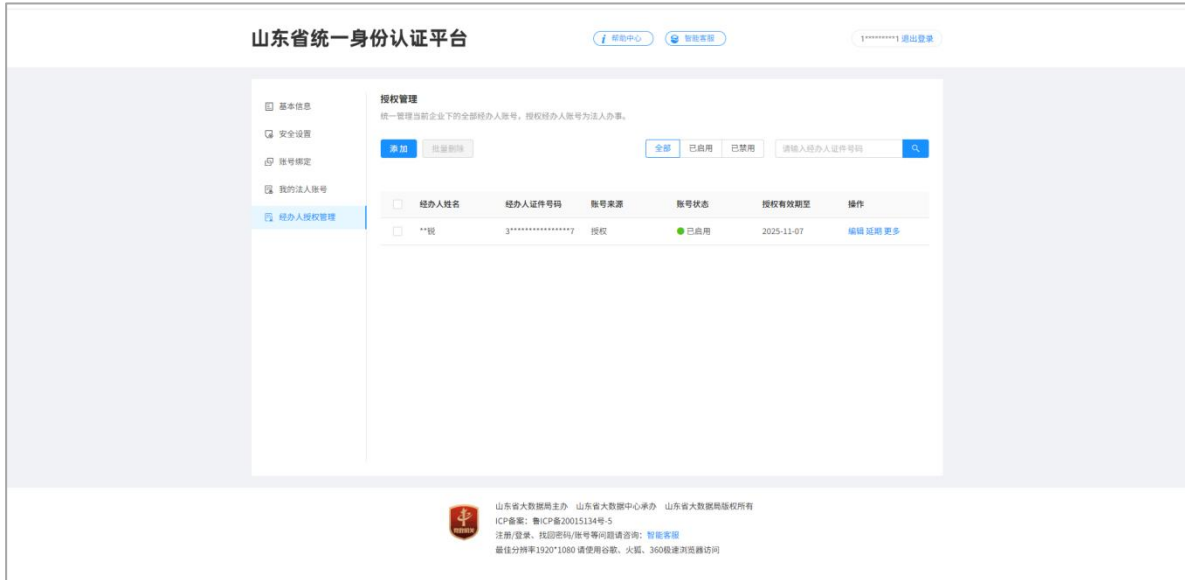 山东省统一身份认证平台
帮助中心
智能客服
1*********1 退出登录
基本信息
安全设置
账号绑定
我的法人账号
经办人授权管理
授权管理
统一管理当前企业下的全部经办人账号，授权经办人账号为法人办事。
添加 批量删除 全部 已启用 已禁用 请输入经办人证件号码
经办人姓名 经办人证件号码 账号来源 账号状态 授权有效期至 操作
**锐 3****************7 授权 已启用 2025-11-07 编辑 延期 更多
山东省大数据局主办 山东省大数据中心承办 山东省大数据局版权所有
ICP备案：鲁ICP备20015134号-5
注册/登录、找回密码/账号等问题请咨询：智能客服
最佳分辨率1920*1080 请使用谷歌、火狐、360极速浏览器访问